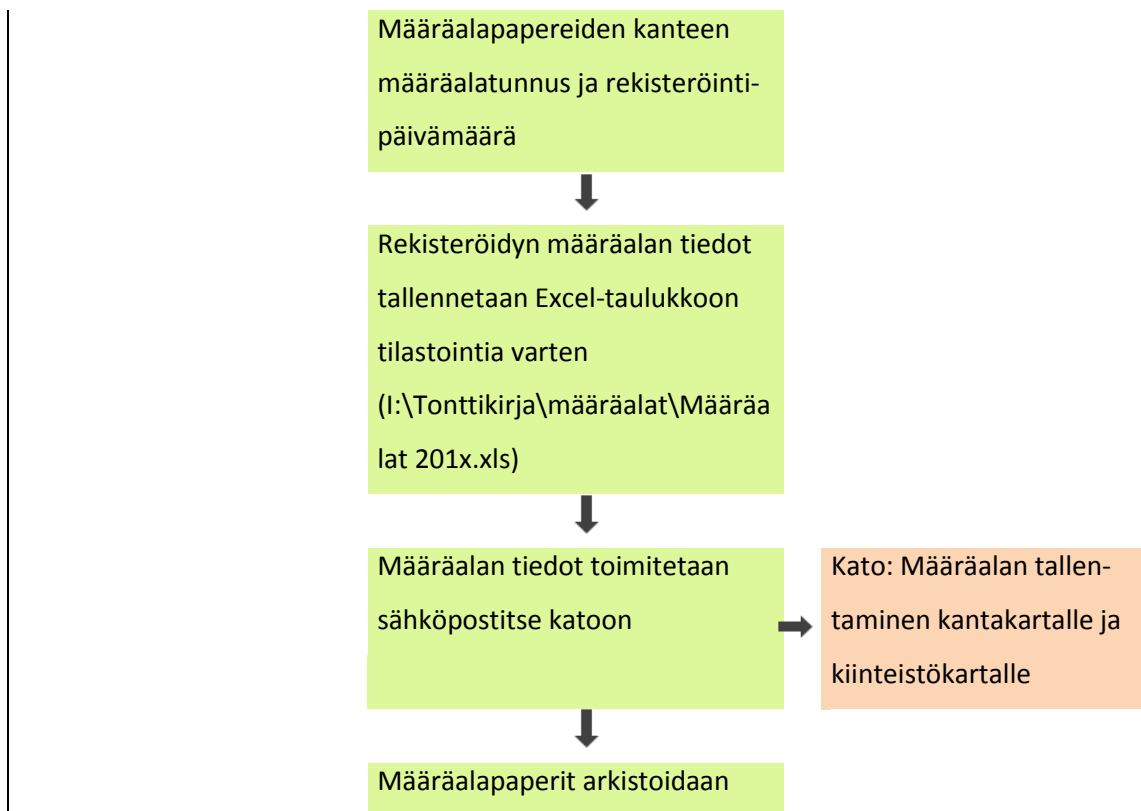 Määräalapapereiden kanteen
määräalatunnus ja rekisteröinti-
päivämäärä
Rekisteröidyn määräalan tiedot
tallennetaan Excel-taulukkoon
tilastointia varten
(I:\Tonttikirja\määräalat\Määräa
lat 201x.xls)
Määräalan tiedot toimitetaan
sähköpostitse katoon
Kato: Määräalan tallen-
taminen kantakartalle ja
kiinteistökartalle
Määräalapaperit arkistoidaan